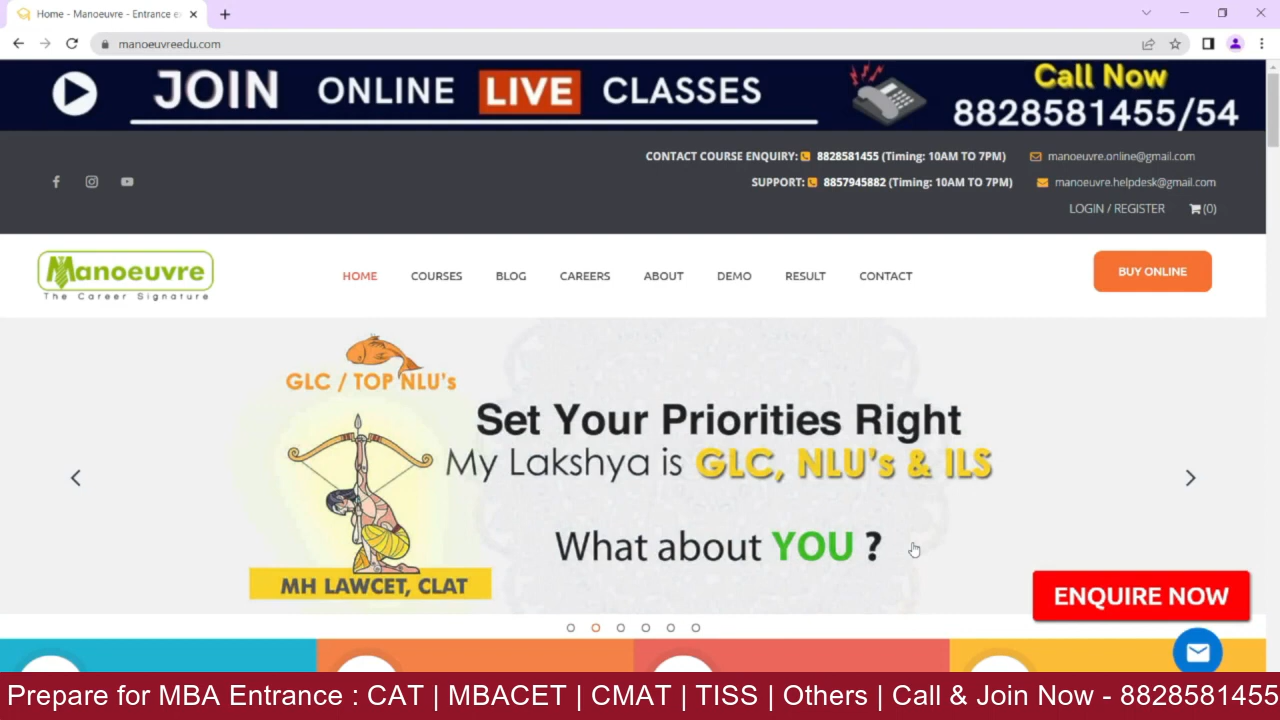 Home - Manoeuvre - Entrance e
manoeuvreedu.com
JOIN ONLINE LIVE CLASSES
Call Now
8828581455/54
CONTACT COURSE ENQUIRY: 8828581455 (Timing: 10AM TO 7PM) manoeuvre.online@gmail.com
SUPPORT: 8857945882 (Timing: 10AM TO 7PM) manoeuvre.helpdesk@gmail.com
LOGIN / REGISTER (0)
Manoeuvre
The Career Signature
HOME COURSES BLOG CAREERS ABOUT DEMO RESULT CONTACT
BUY ONLINE
GLC / TOP NLU's
Set Your Priorities Right
My Lakshya is GLC, NLU's & ILS
What about YOU ?
MH LAWCET, CLAT
ENQUIRE NOW
Prepare for MBA Entrance : CAT | MBACET | CMAT | TISS | Others | Call & Join Now - 8828581455